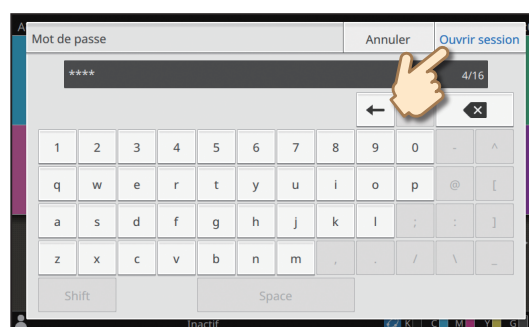 Mot de passe Annuler Ouvrir session
**** 4/16
←
1 2 3 4 5 6 7 8 9 0 - ^
q w e r t y u i o p @ [
a s d f g h j k l ; : ]
z x c v b n m , . / \ _
Shift Space
Inactif K C M Y G